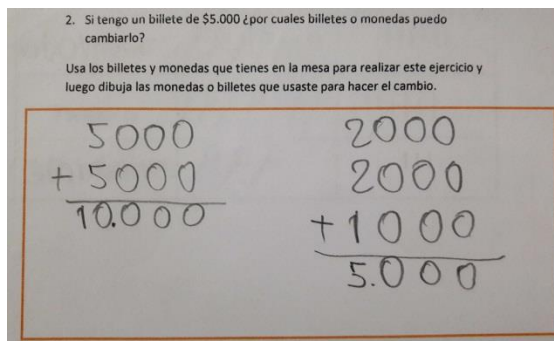 2. Si tengo un billete de $5.000 ¿por cuales billetes o monedas puedo
cambiarlo?
Usa los billetes y monedas que tienes en la mesa para realizar este ejercicio y
luego dibuja las monedas o billetes que usaste para hacer el cambio.
5000
+ 5000
10.000
2000
2000
+ 1000
5.000